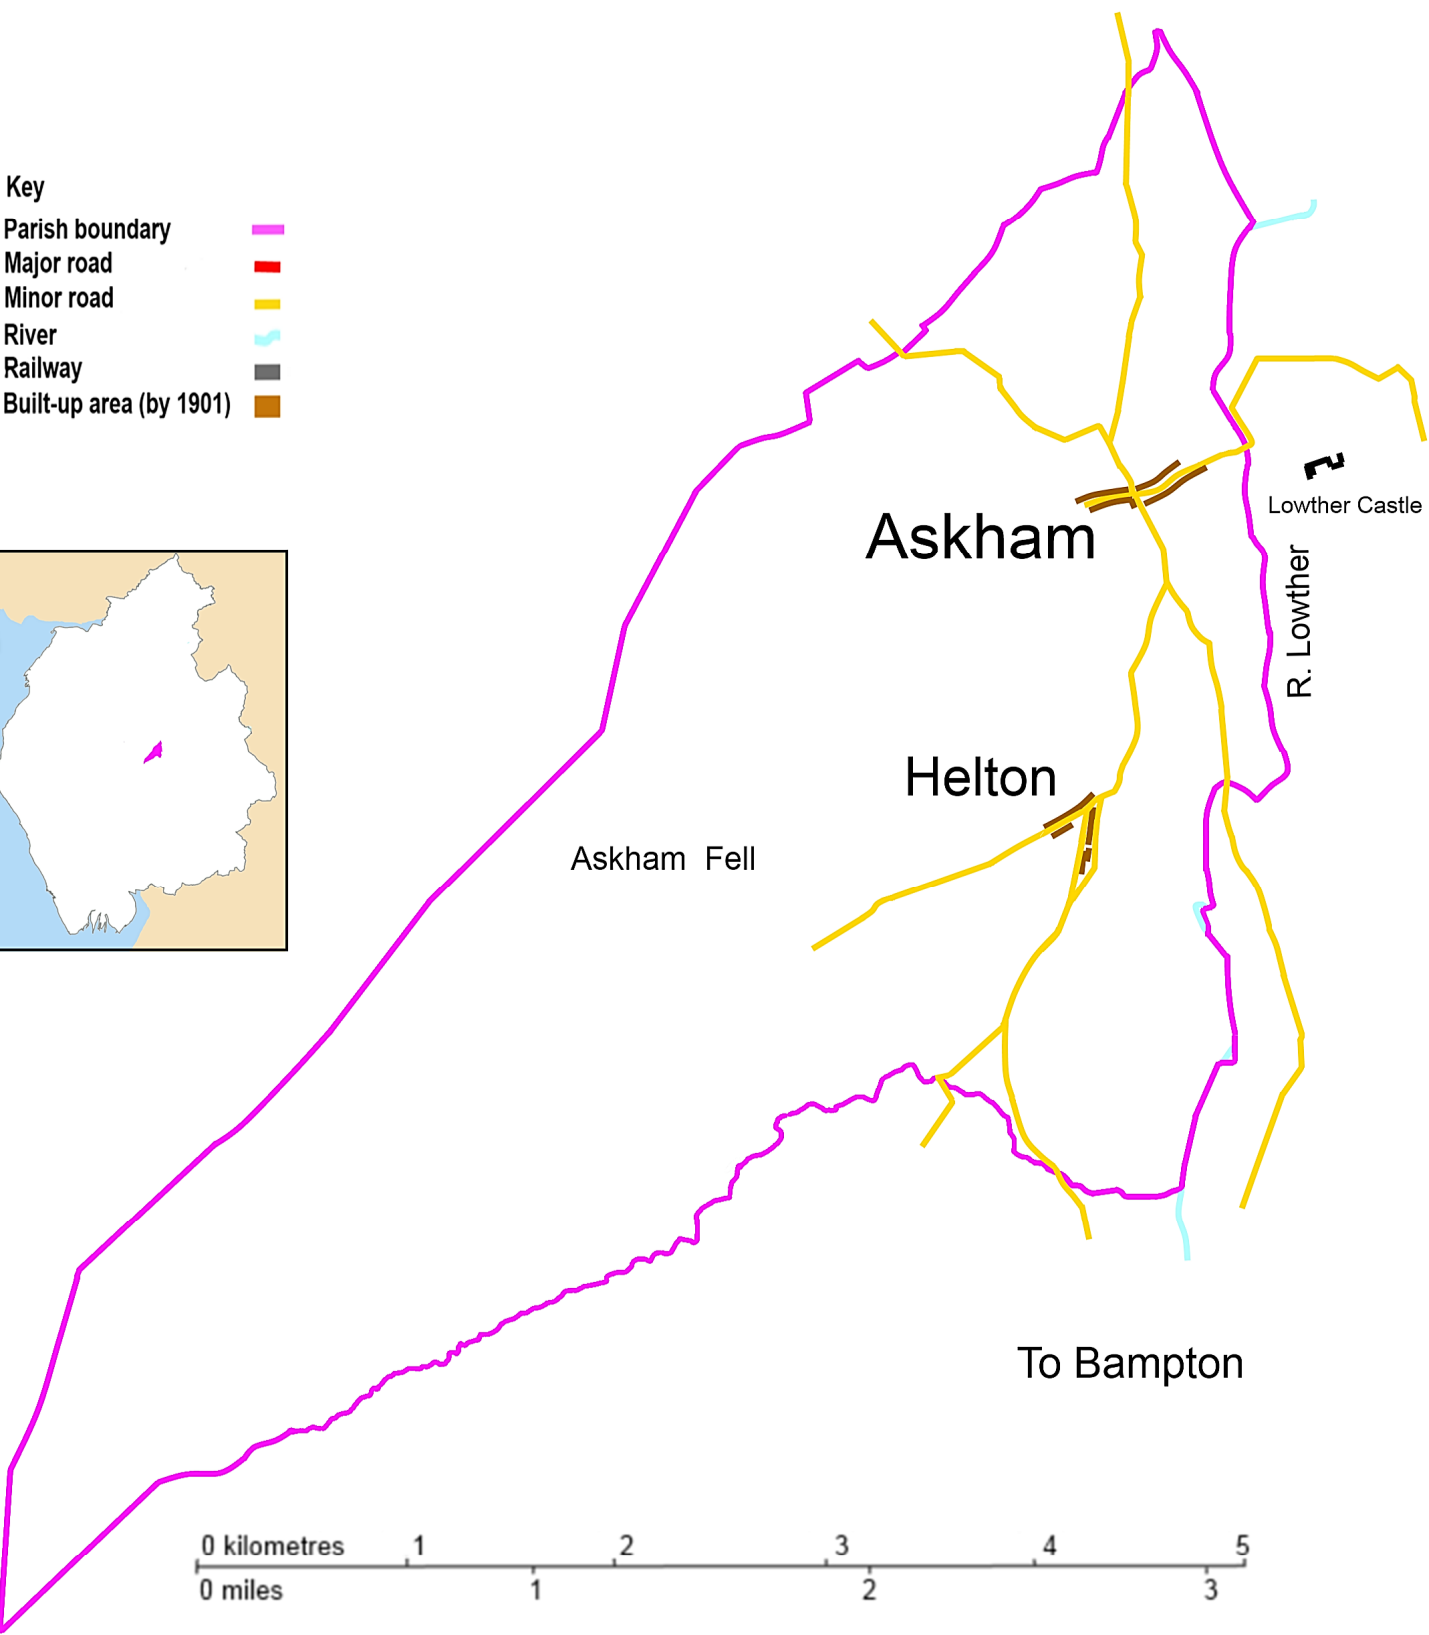 Key
Parish boundary
Major road
Minor road
River
Railway
Built-up area (by 1901)
Askham
Lowther Castle
R. Lowther
Helton
Askham Fell
To Bampton
0 kilometres 1 2 3 4 5
0 miles 1 2 3